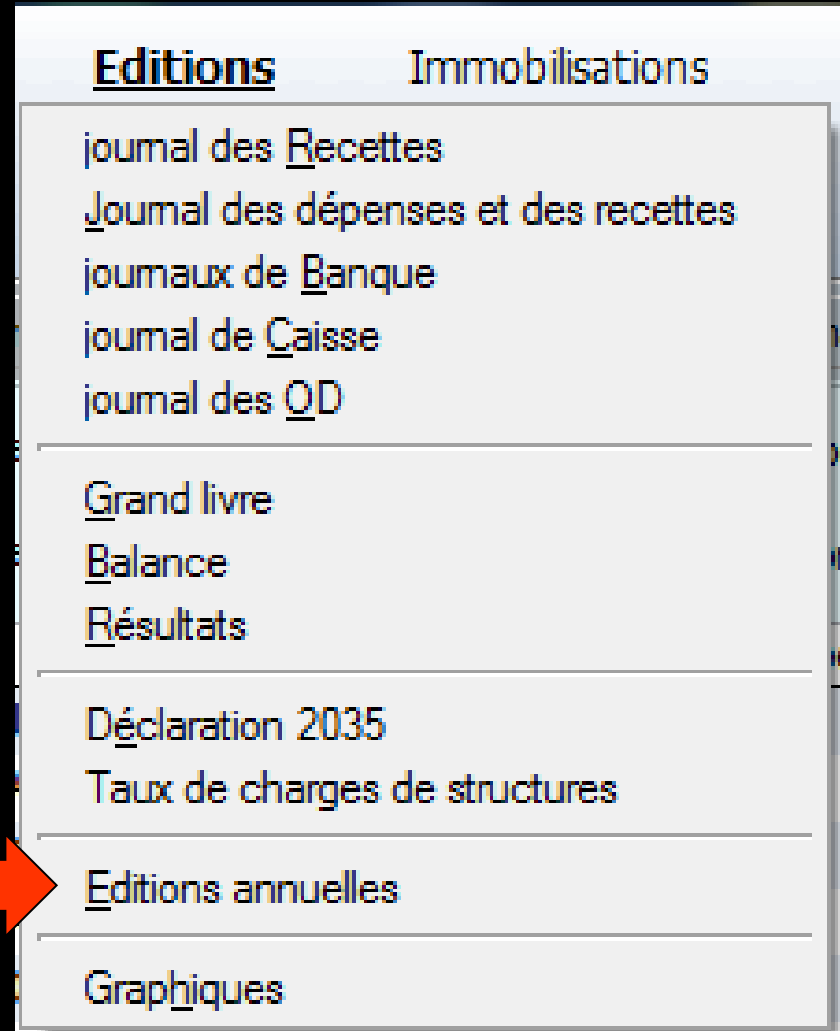 Editions Immobilisations
journal des Recettes
Journal des dépenses et des recettes
journaux de Banque
journal de Caisse
journal des OD
Grand livre
Balance
Résultats
Déclaration 2035
Taux de charges de structures
Editions annuelles
Graphiques